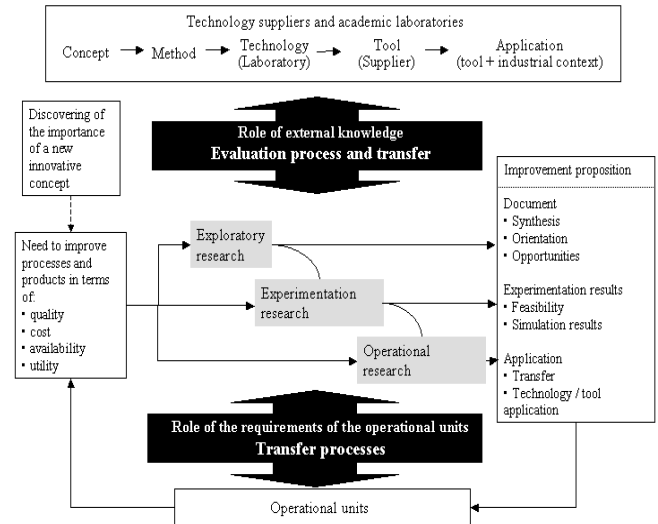 Technology suppliers and academic laboratories
Concept
Method
Technology
(Laboratory)
Tool
(Supplier)
Application
(tool + industrial context)
Discovering of
the importance
of a new
innovative
concept
Role of external knowledge
Evaluation process and transfer
Improvement proposition
Document
▪ Synthesis
▪ Orientation
▪ Opportunities
Experimentation results
▪ Feasibility
▪ Simulation results
Application
▪ Transfer
▪ Technology / tool
application
Need to improve
processes and
products in terms
of:
▪ quality
▪ cost
▪ availability
▪ utility
Exploratory
research
Experimentation
research
Operational
research
Role of the requirements of the operational units
Transfer processes
Operational units